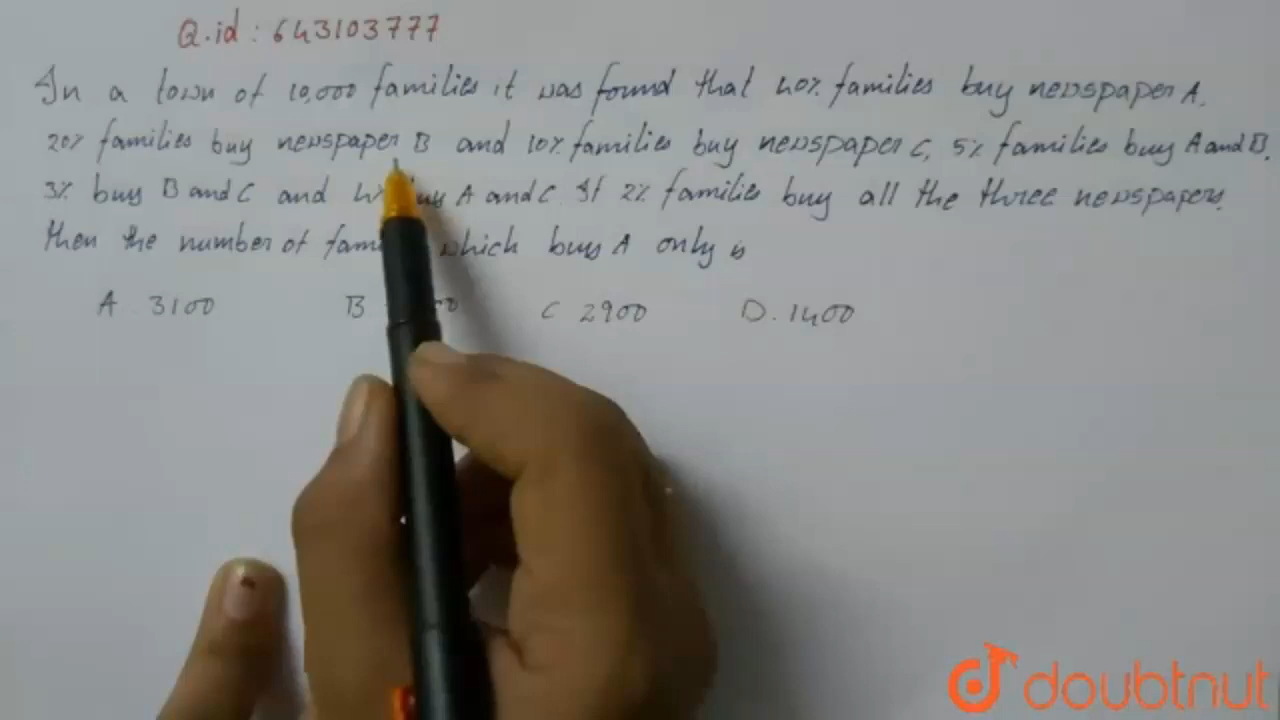 Q.id : 643103777
In a town of 10,000 families it was found that 40% families buy newspaper A,
20% families buy newspaper B and 10% families buy newspaper C, 5% families buy A and B,
3% buy B and C and buy A and C. If 2% families buy all the three newspapers,
then the number of which buys A only is
A. 3100 B C 2900 D. 1400
doubtnut